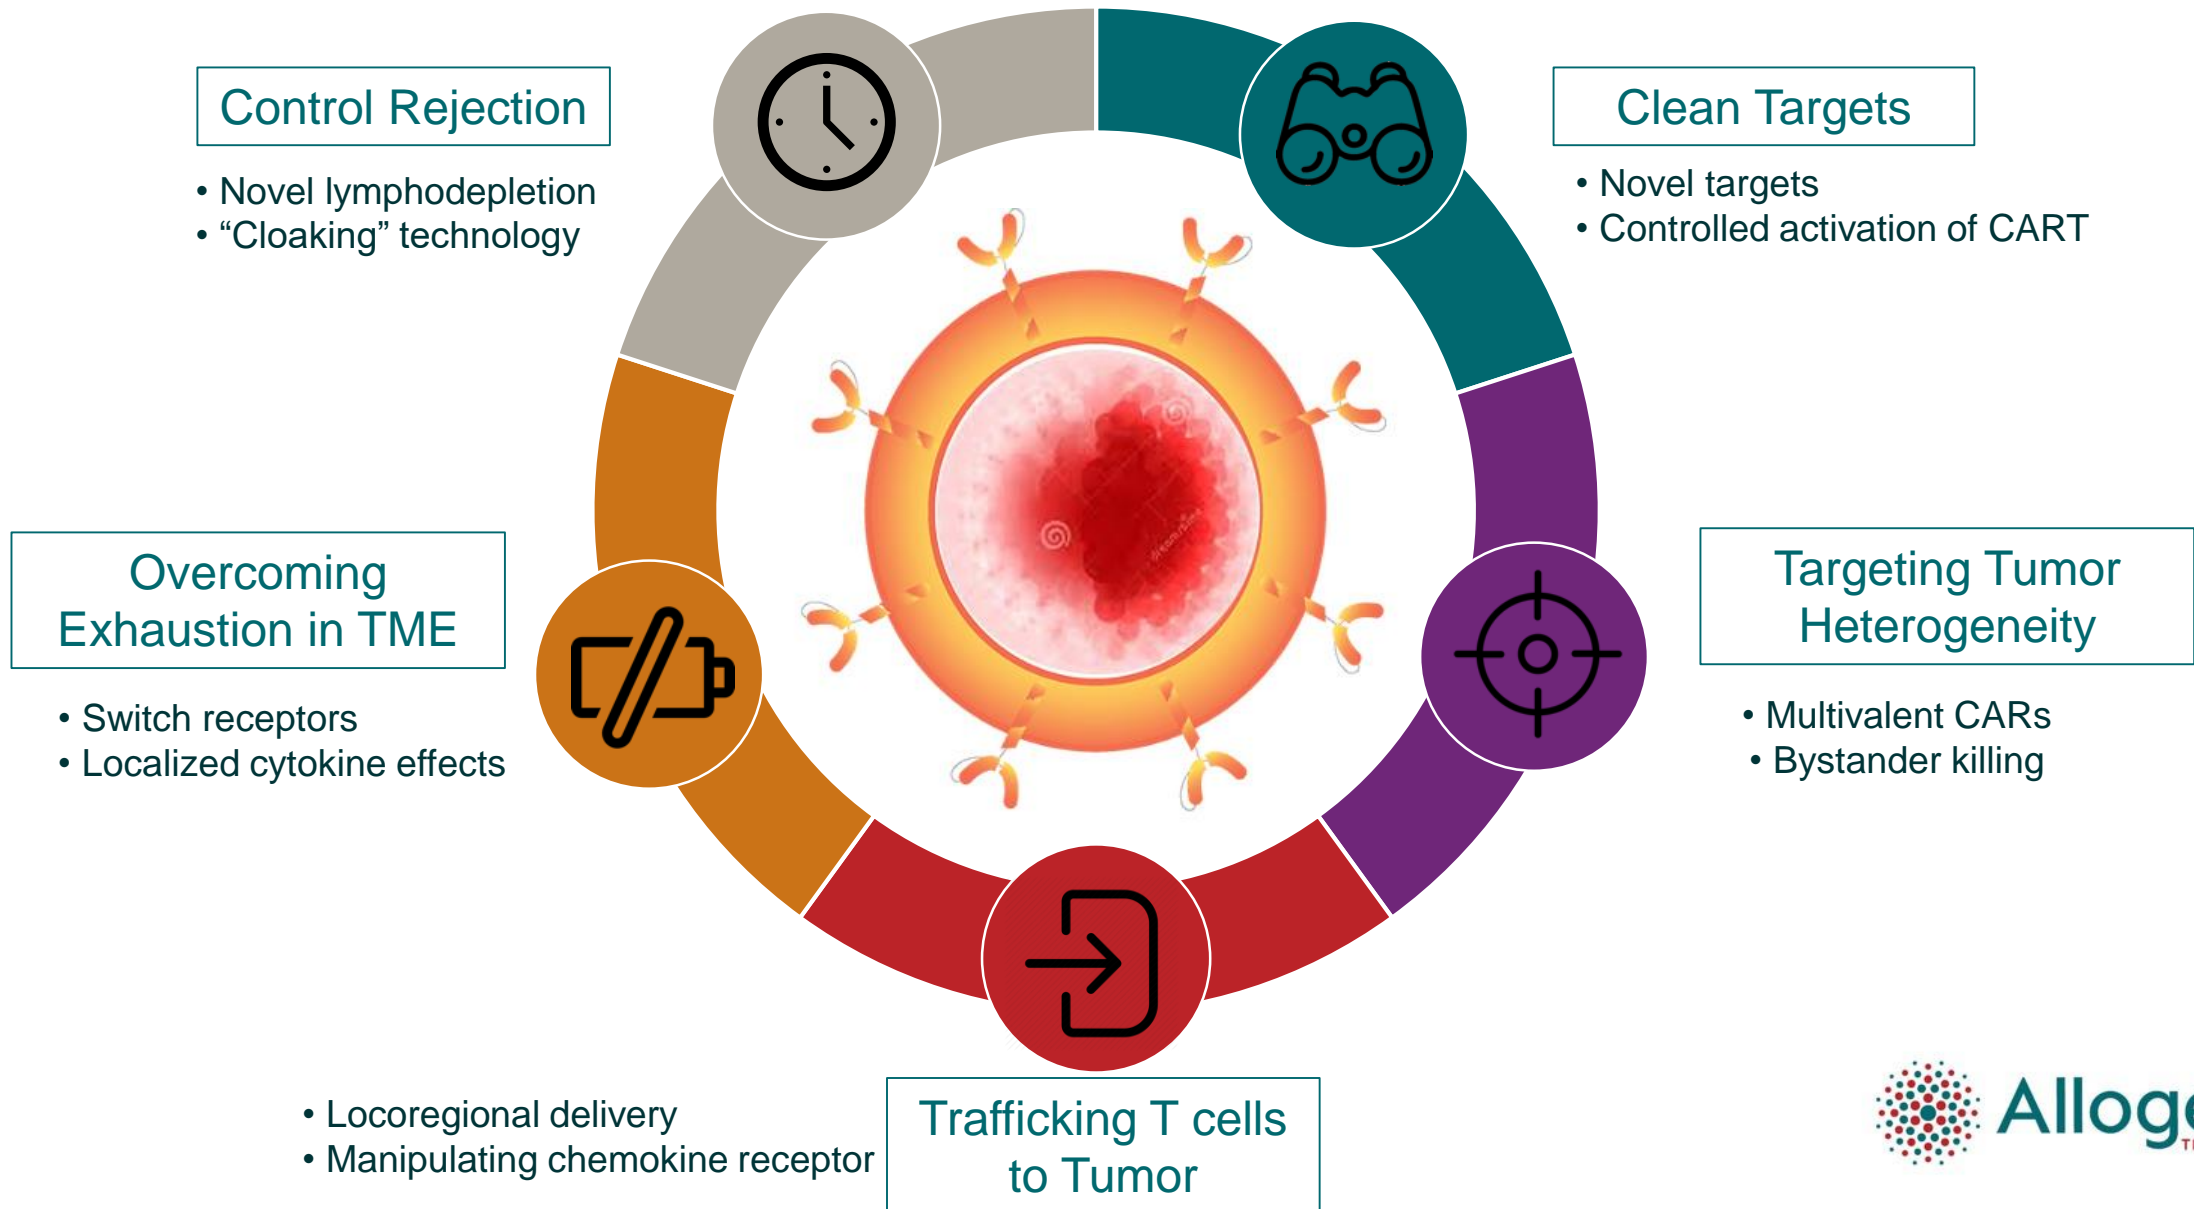 Control Rejection
• Novel lymphodepletion
• “Cloaking” technology
Clean Targets
• Novel targets
• Controlled activation of CART
Overcoming
Exhaustion in TME
• Switch receptors
• Localized cytokine effects
Targeting Tumor
Heterogeneity
• Multivalent CARs
• Bystander killing
• Locoregional delivery
• Manipulating chemokine receptor
Trafficking T cells
to Tumor
dreamstime